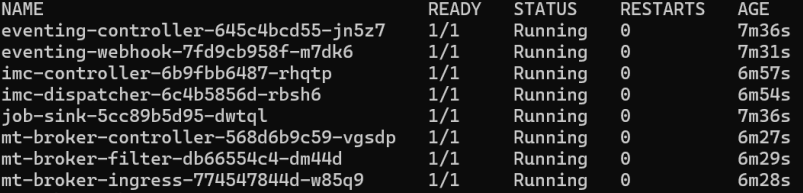 NAME READY STATUS RESTARTS AGE
eventing-controller-645c4bcd55-jn5z7 1/1 Running 0 7m36s
eventing-webhook-7fd9cb958f-m7dk6 1/1 Running 0 7m31s
imc-controller-6b9fbb6487-rhqtp 1/1 Running 0 6m57s
imc-dispatcher-6c4b5856d-rbsh6 1/1 Running 0 6m54s
job-sink-5cc89b5d95-dwtql 1/1 Running 0 7m36s
mt-broker-controller-568d6b9c59-vgsdp 1/1 Running 0 6m27s
mt-broker-filter-db66554c4-dm44d 1/1 Running 0 6m29s
mt-broker-ingress-774547844d-w85q9 1/1 Running 0 6m28s